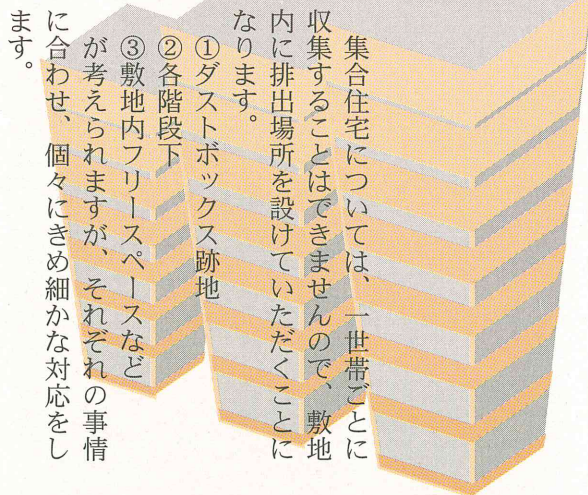 集合住宅については、一世帯ごとに
収集することはできませんので、敷地
内に排出場所を設けていただくことに
なります。
①ダストボックス跡地
②各階段下
③敷地内フリースペースなど
が考えられますが、それぞれの事情
に合わせ、個々にきめ細かな対応をし
ます。